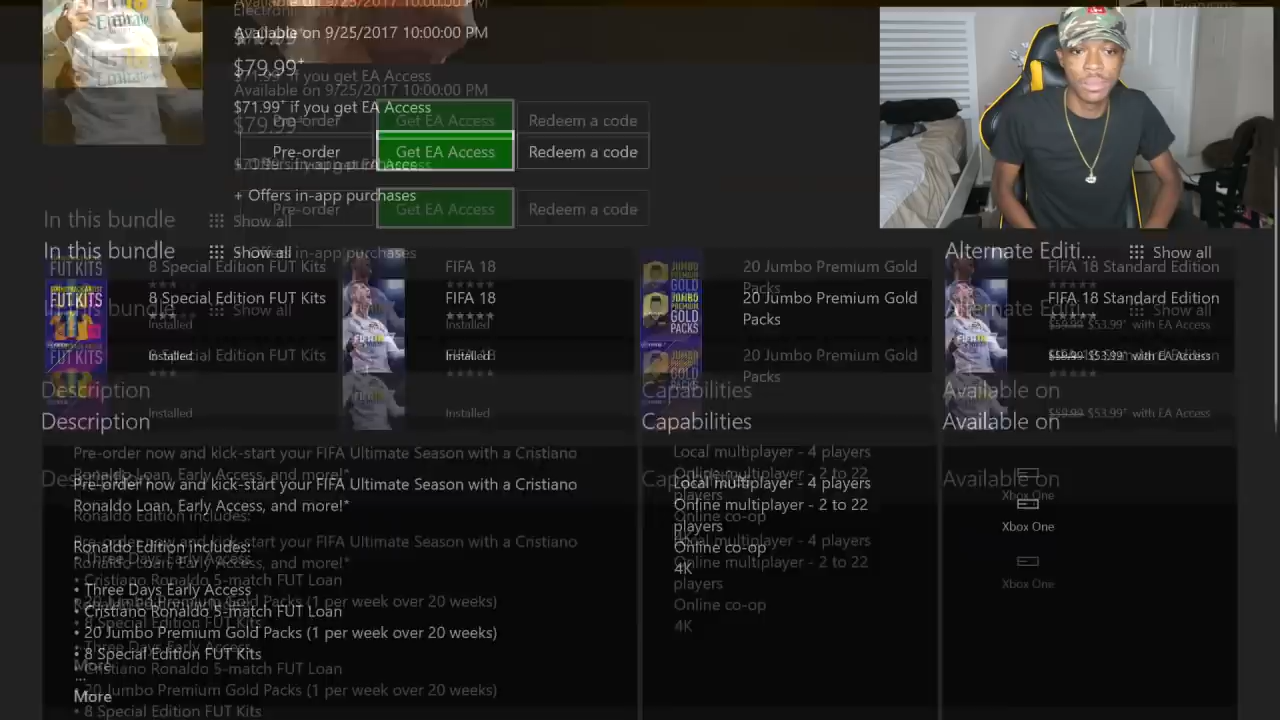 Available on 9/25/2017 10:00:00 PM
$79.99+
$71.99+ if you get EA Access
Pre-order
Get EA Access
Redeem a code
+ Offers in-app purchases
In this bundle
Show all
FUT KITS
8 Special Edition FUT Kits
Installed
FIFA 18
Installed
JUMBO
PREMIUM
GOLD
PACKS
20 Jumbo Premium Gold
Packs
Alternate Editi...
Show all
FIFA 18 Standard Edition
$59.99 $53.99+ with EA Access
Description
Pre-order now and kick-start your FIFA Ultimate Season with a Cristiano
Ronaldo Loan, Early Access, and more!*
Ronaldo Edition includes:
• Three Days Early Access
• Cristiano Ronaldo 5-match FUT Loan
• 20 Jumbo Premium Gold Packs (1 per week over 20 weeks)
• 8 Special Edition FUT Kits
...
More
Capabilities
Local multiplayer - 4 players
Online multiplayer - 2 to 22
players
Online co-op
4K
Available on
Xbox One